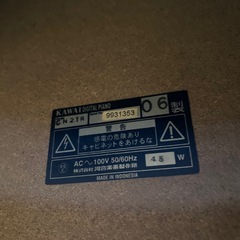 KAWAI DIGITAL PIANO
CN2TR
9931353
06製
警告
感電の危険あり
キャビネットをあけるな
AC〜100V 50/60Hz
45 W
株式会社 河合楽器製作所
MADE IN INDONESIA